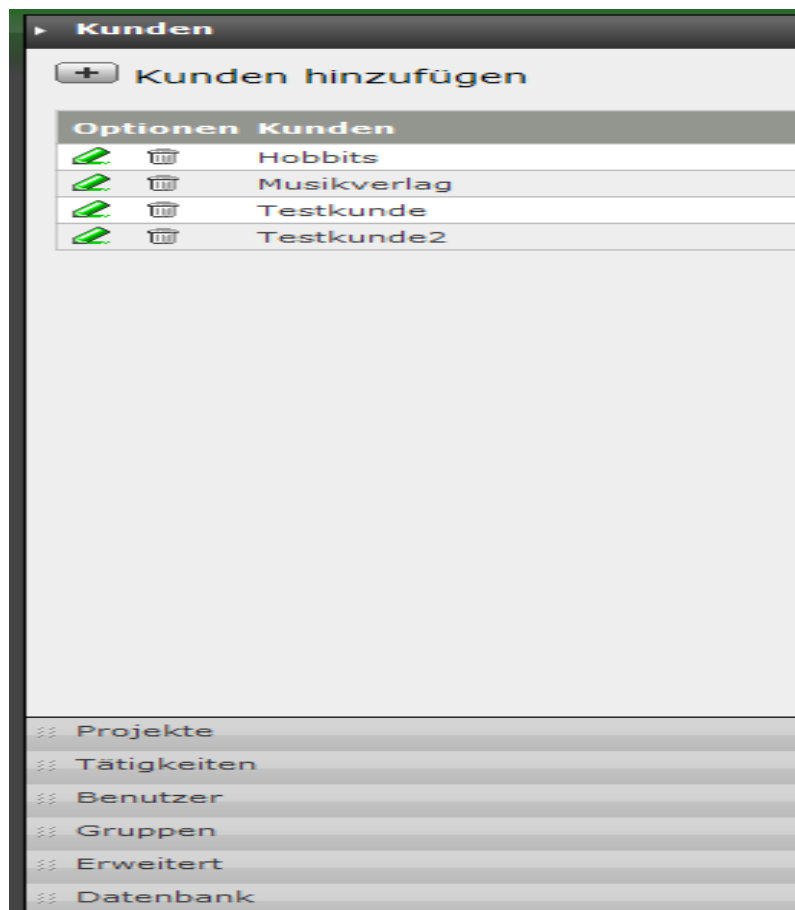 Kunden
Kunden hinzufügen
Optionen Kunden
Hobbits
Musikverlag
Testkunde
Testkunde2
Projekte
Tätigkeiten
Benutzer
Gruppen
Erweitert
Datenbank